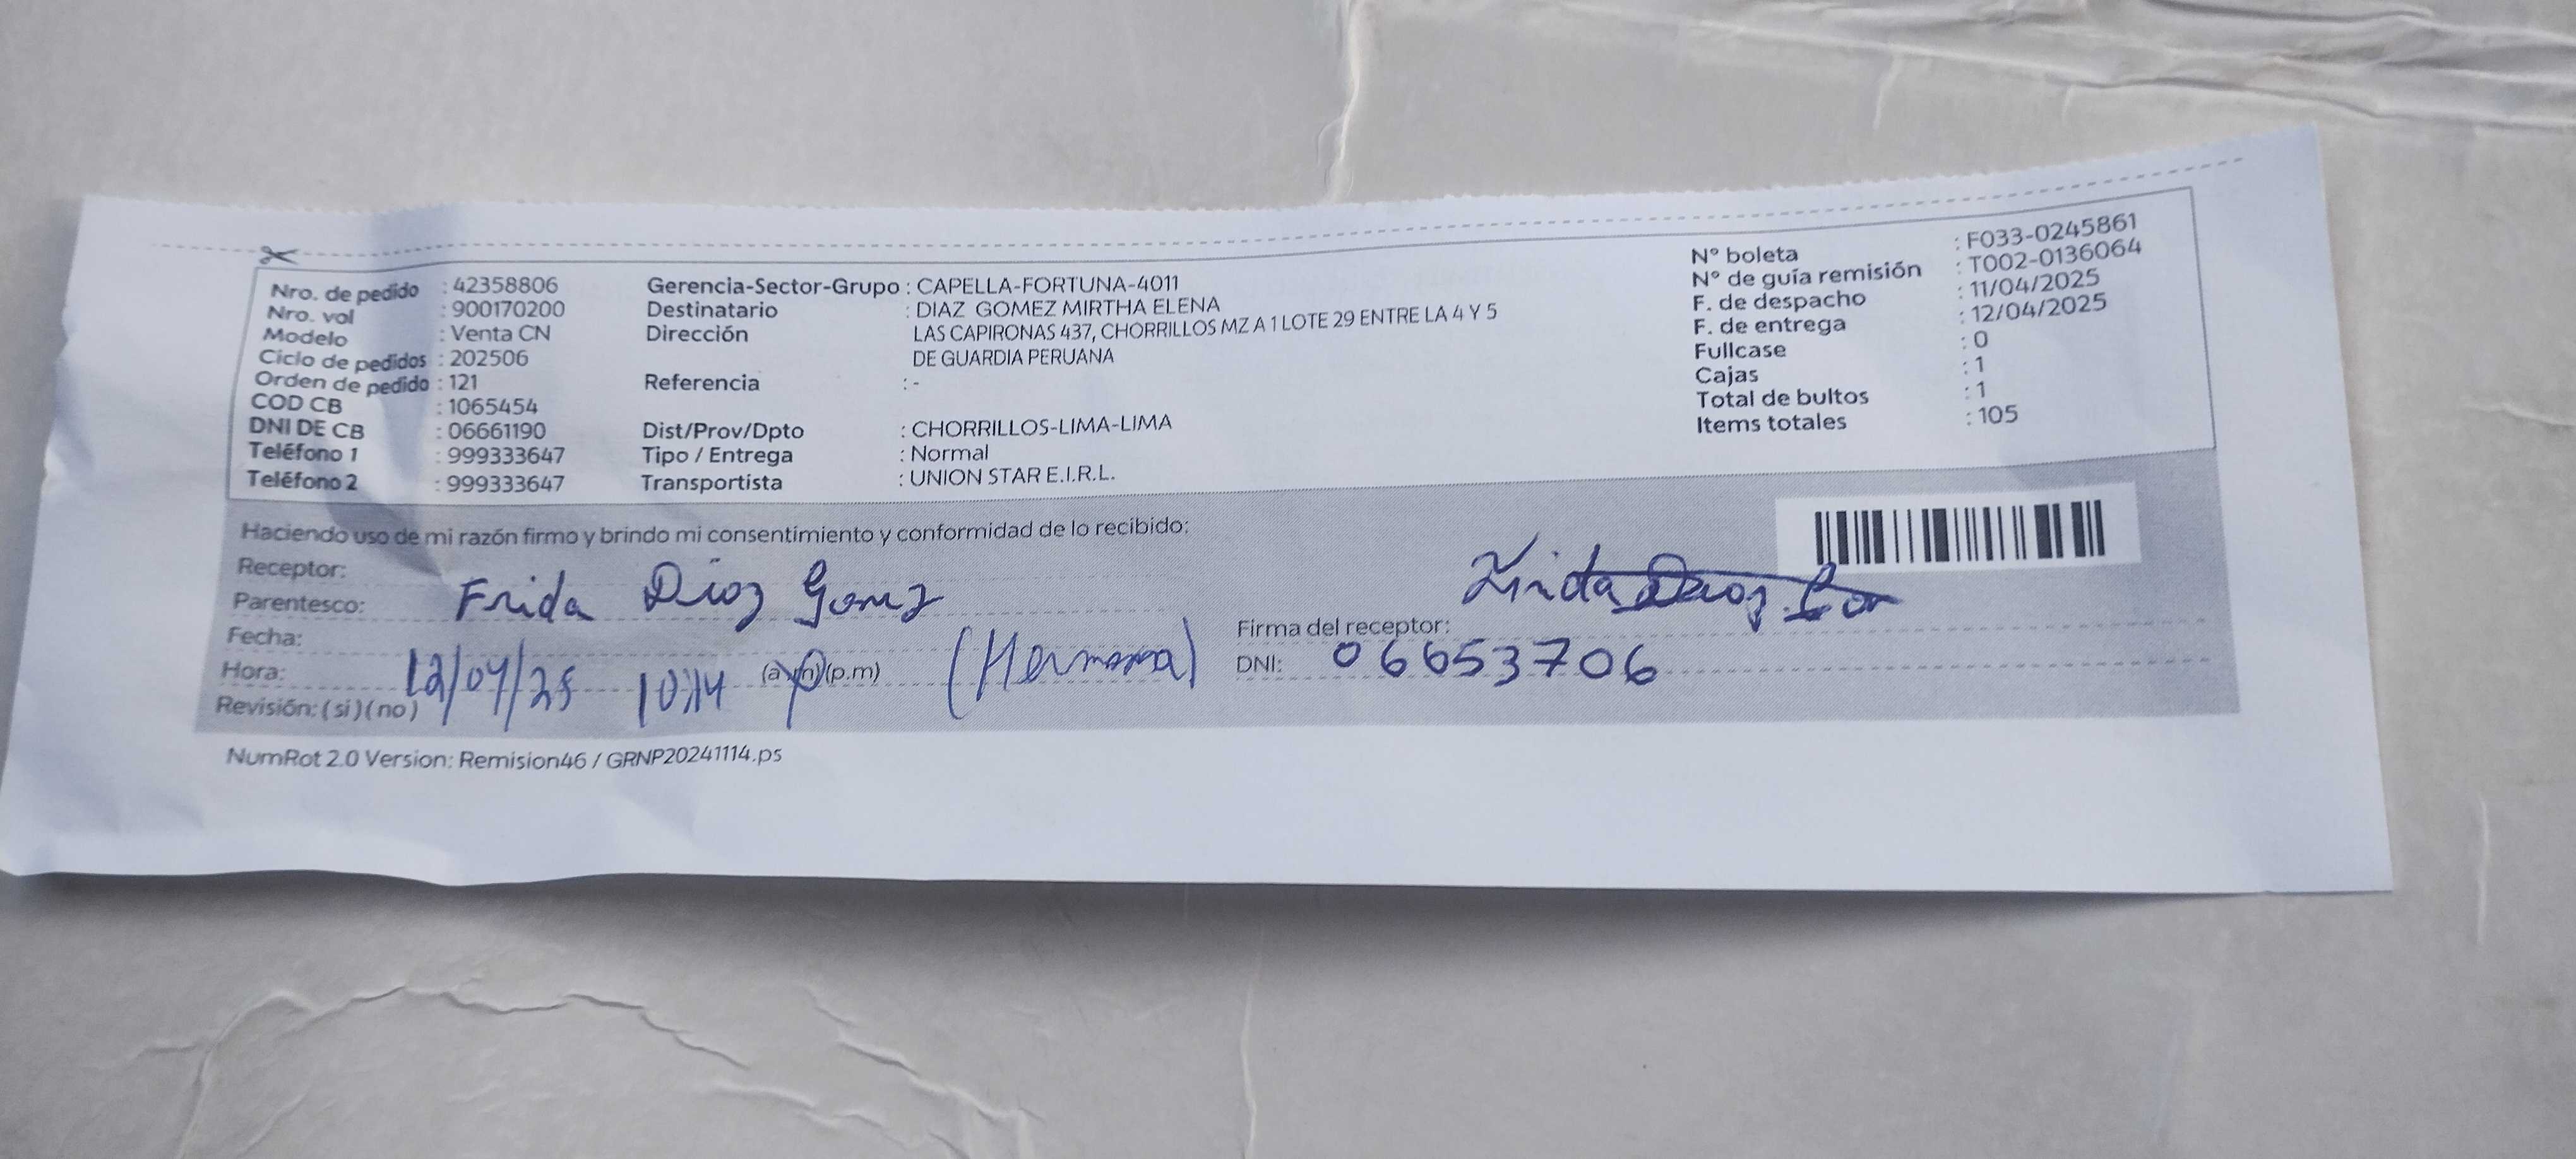 Nro. de pedido : 42358806
Nro. vol : 900170200
Modelo : Venta CN
Ciclo de pedidos : 202506
Orden de pedido : 121
COD CB : 1065454
DNI DE CB : 06661190
Teléfono 1 : 999333647
Teléfono 2 : 999333647
Gerencia-Sector-Grupo : CAPELLA-FORTUNA-4011
Destinatario : DIAZ GOMEZ MIRTHA ELENA
Dirección LAS CAPIRONAS 437, CHORRILLOS MZ A 1 LOTE 29 ENTRE LA 4 Y 5
DE GUARDIA PERUANA
Referencia : -
Dist/Prov/Dpto : CHORRILLOS-LIMA-LIMA
Tipo / Entrega : Normal
Transportista : UNION STAR E.I.R.L.
N° boleta : F033-0245861
N° de guía remisión : T002-0136064
F. de despacho : 11/04/2025
F. de entrega : 12/04/2025
Fullcase : 0
Cajas : 1
Total de bultos : 1
Items totales : 105
Haciendo uso de mi razón firmo y brindo mi consentimiento y conformidad de lo recibido:
Receptor:
Parentesco: Frida Díaz Gomz
Fecha:
Hora: 12/04/25 10:14 (a.m)(p.m) (Hermana)
Revisión: (si) (no)
Firma del receptor:
DNI: 06653706
NumRot 2.0 Version: Remision46 / GRNP20241114.ps